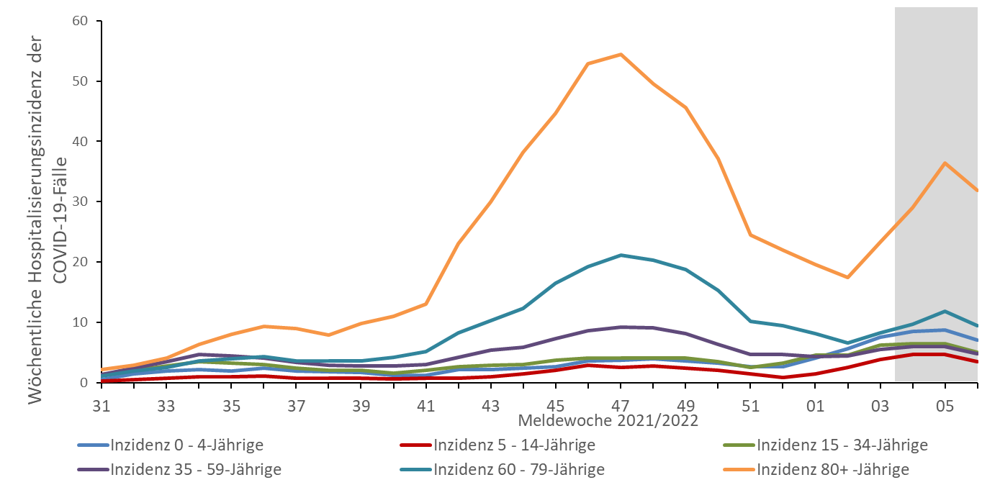 Wöchentliche Hospitalisierungsinzidenz der
COVID-19-Fälle
60
50
40
30
20
10
0
31 33 35 37 39 41 43 45 47 49 51 01 03 05
Meldewoche 2021/2022
Inzidenz 0 - 4-Jährige Inzidenz 5 - 14-Jährige Inzidenz 15 - 34-Jährige
Inzidenz 35 - 59-Jährige Inzidenz 60 - 79-Jährige Inzidenz 80+ -Jährige